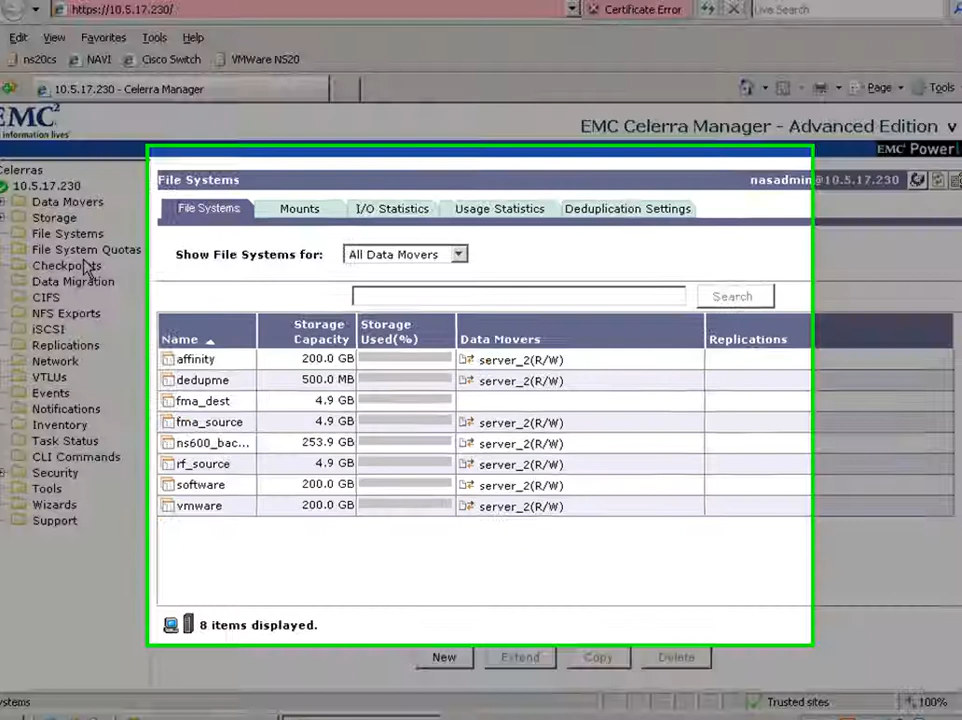 https://10.5.17.230/
Certificate Error
Live Search
Edit View Favorites Tools Help
ns20cs NAVI Cisco Switch VMWare NS20
10.5.17.230 - Celerra Manager
Page Tools
EMC²
information lives
EMC Celerra Manager - Advanced Edition v
EMC Powerl
File Systems
nasadmin@10.5.17.230
Celerras
10.5.17.230
Data Movers
Storage
File Systems
File System Quotas
Checkpoints
Data Migration
CIFS
NFS Exports
iSCSI
Replications
Network
VTLUs
Events
Notifications
Inventory
Task Status
CLI Commands
Security
Tools
Wizards
Support
File Systems Mounts I/O Statistics Usage Statistics Deduplication Settings
Show File Systems for: All Data Movers
Search
Name Storage Capacity Storage Used(%) Data Movers Replications
affinity 200.0 GB server_2(R/W)
dedupme 500.0 MB server_2(R/W)
fma_dest 4.9 GB
fma_source 4.9 GB server_2(R/W)
ns600_bac... 253.9 GB server_2(R/W)
rf_source 4.9 GB server_2(R/W)
software 200.0 GB server_2(R/W)
vmware 200.0 GB server_2(R/W)
8 items displayed.
New Extend Copy Delete
stems
Trusted sites
100%